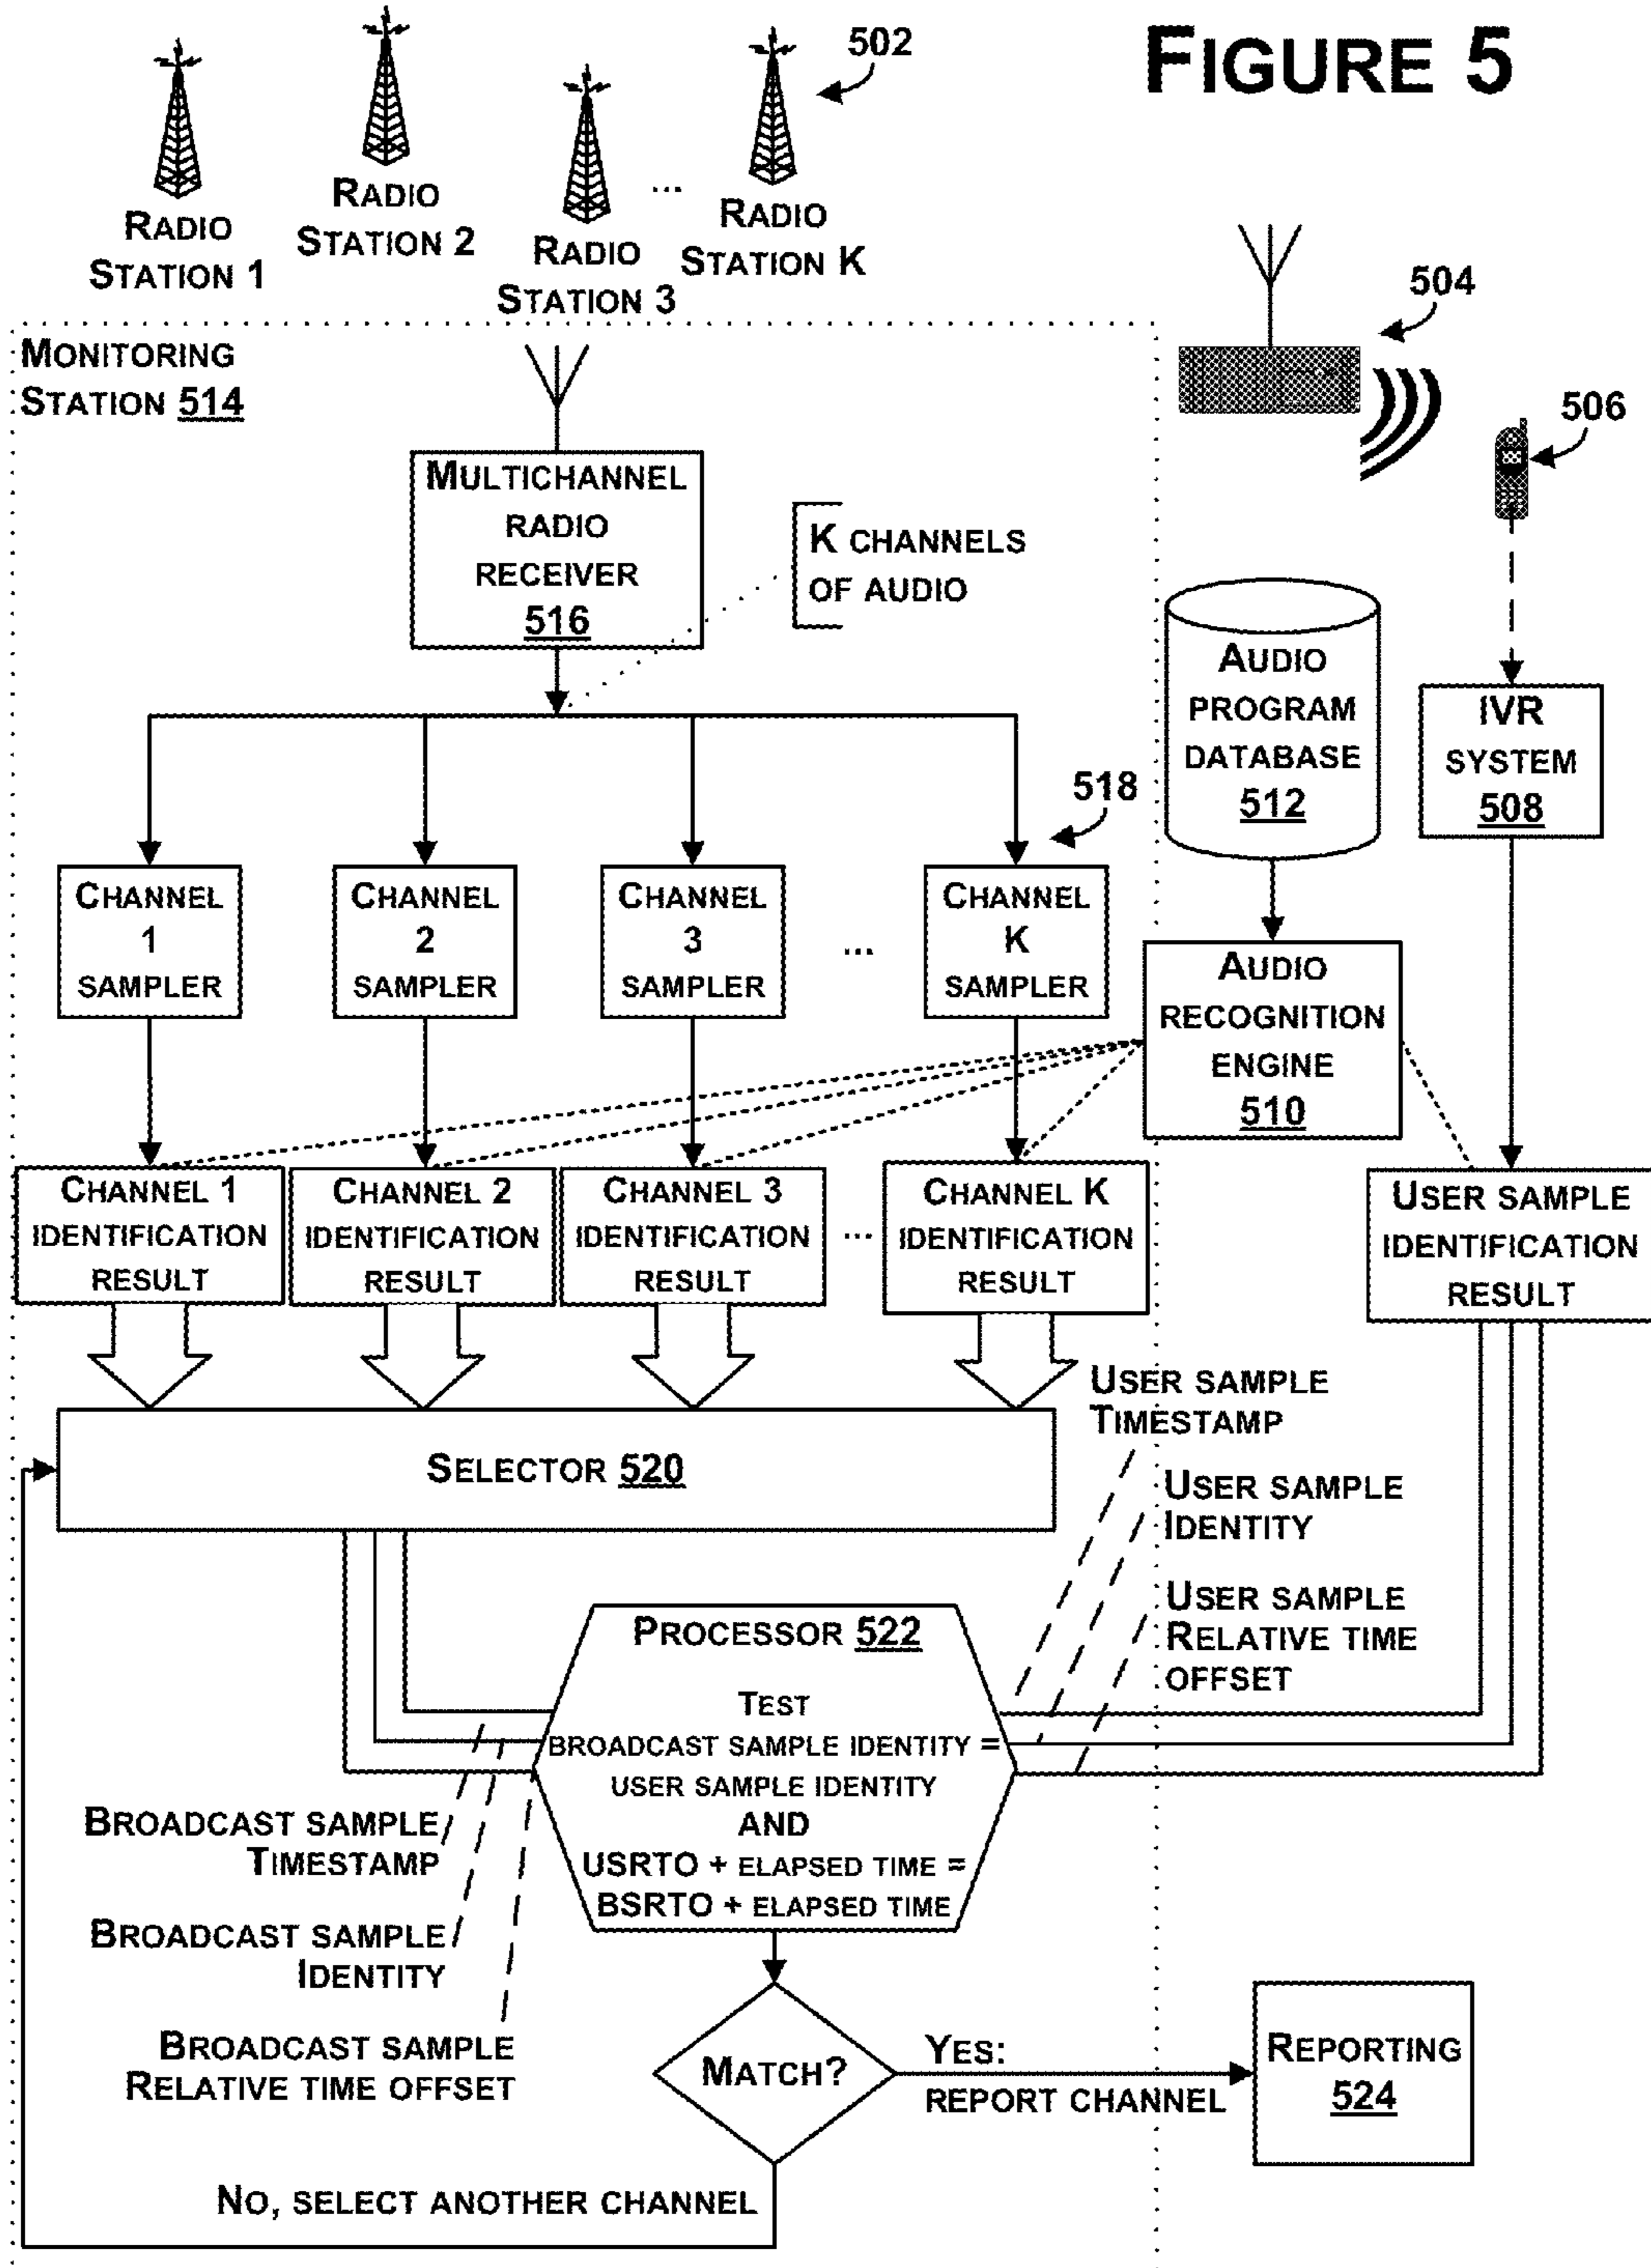 FIGURE 5
502
RADIO
STATION 1
RADIO
STATION 2
RADIO
STATION 3
...
RADIO
STATION K
504
506
MONITORING
STATION 514
MULTICHANNEL
RADIO
RECEIVER
516
K CHANNELS
OF AUDIO
AUDIO
PROGRAM
DATABASE
512
IVR
SYSTEM
508
518
CHANNEL
1
SAMPLER
CHANNEL
2
SAMPLER
CHANNEL
3
SAMPLER
...
CHANNEL
K
SAMPLER
AUDIO
RECOGNITION
ENGINE
510
CHANNEL 1
IDENTIFICATION
RESULT
CHANNEL 2
IDENTIFICATION
RESULT
CHANNEL 3
IDENTIFICATION
RESULT
...
CHANNEL K
IDENTIFICATION
RESULT
USER SAMPLE
IDENTIFICATION
RESULT
SELECTOR 520
USER SAMPLE
TIMESTAMP
USER SAMPLE
IDENTITY
USER SAMPLE
RELATIVE TIME
OFFSET
PROCESSOR 522
TEST
BROADCAST SAMPLE IDENTITY =
USER SAMPLE IDENTITY
AND
USRTO + ELAPSED TIME =
BSRTO + ELAPSED TIME
BROADCAST SAMPLE
TIMESTAMP
BROADCAST SAMPLE
IDENTITY
BROADCAST SAMPLE
RELATIVE TIME OFFSET
MATCH?
YES:
REPORT CHANNEL
REPORTING
524
NO, SELECT ANOTHER CHANNEL